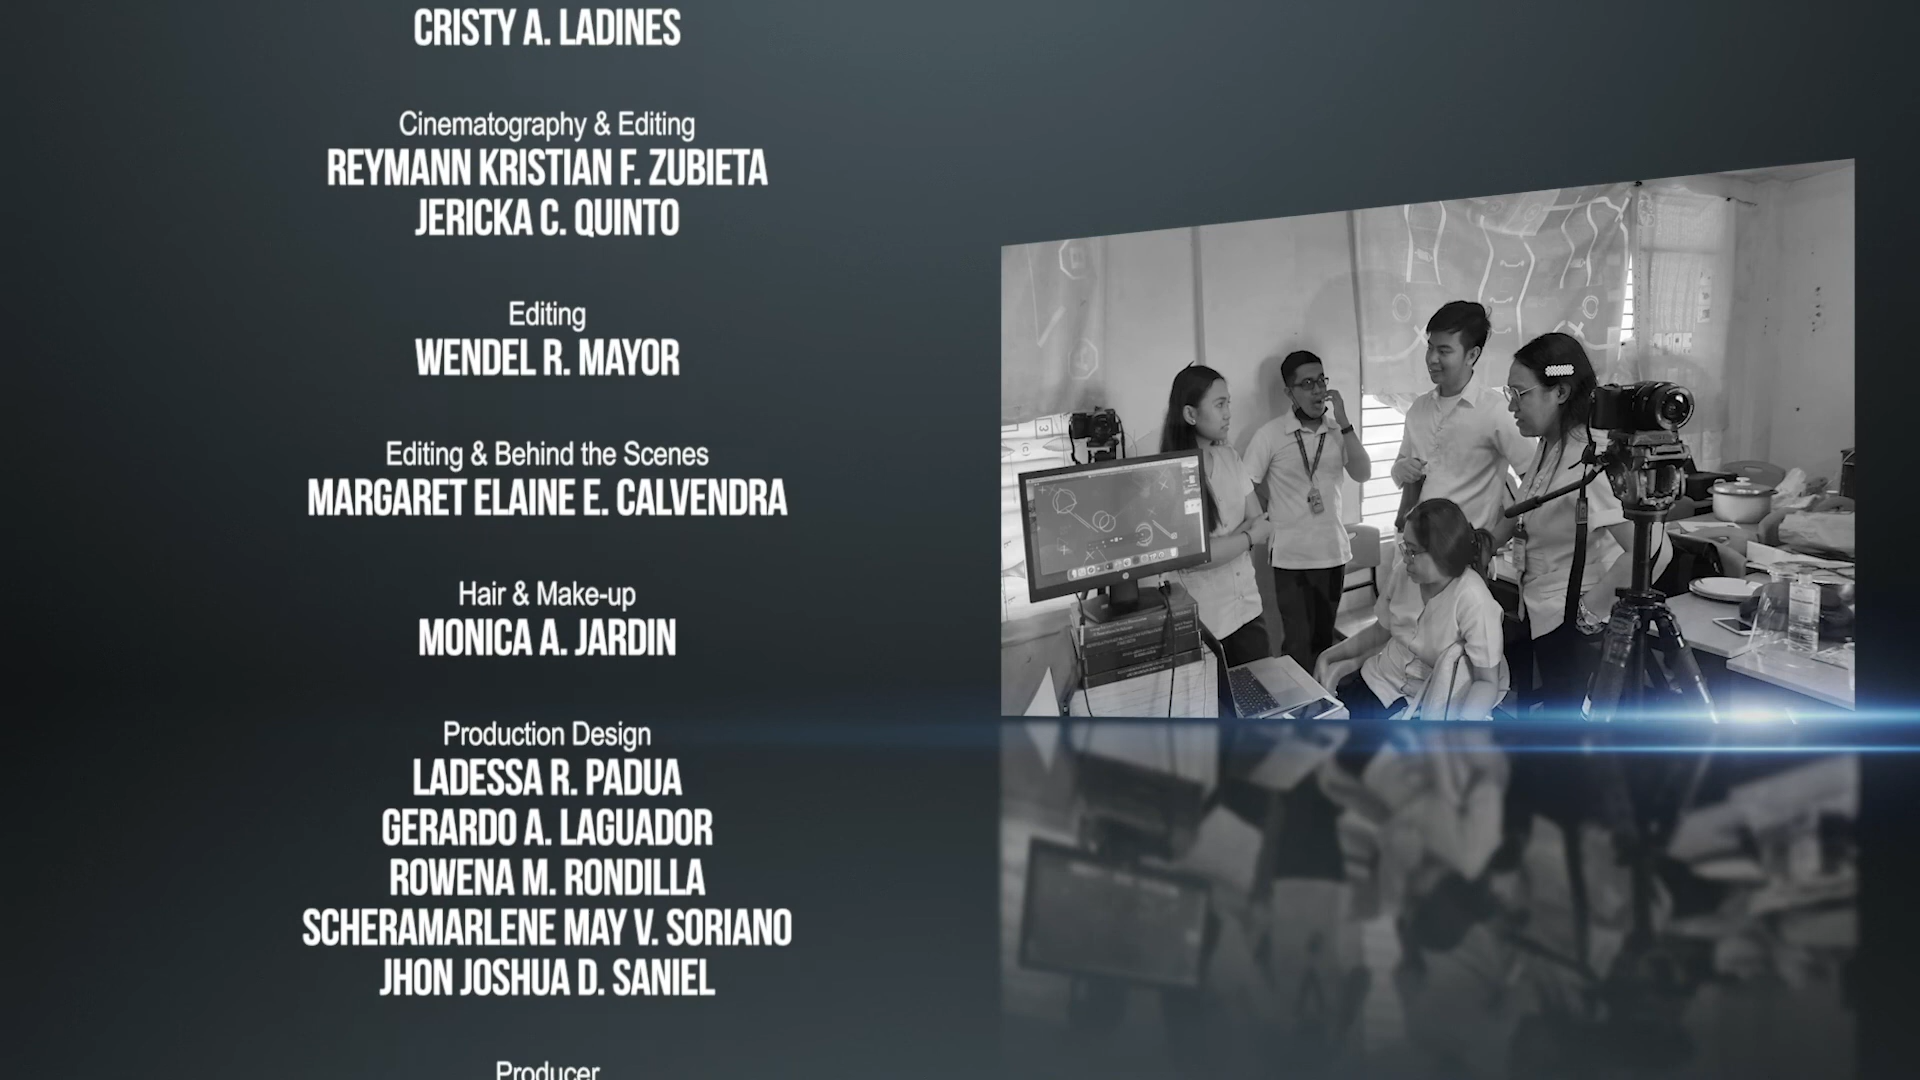 CRISTY A. LADINES
Cinematography & Editing
REYMANN KRISTIAN F. ZUBIETA
JERICKA C. QUINTO
Editing
WENDEL R. MAYOR
Editing & Behind the Scenes
MARGARET ELAINE E. CALVENDRA
Hair & Make-up
MONICA A. JARDIN
Production Design
LADESSA R. PADUA
GERARDO A. LAGUADOR
ROWENA M. RONDILLA
SCHERAMARLENE MAY V. SORIANO
JHON JOSHUA D. SANIEL
Producer